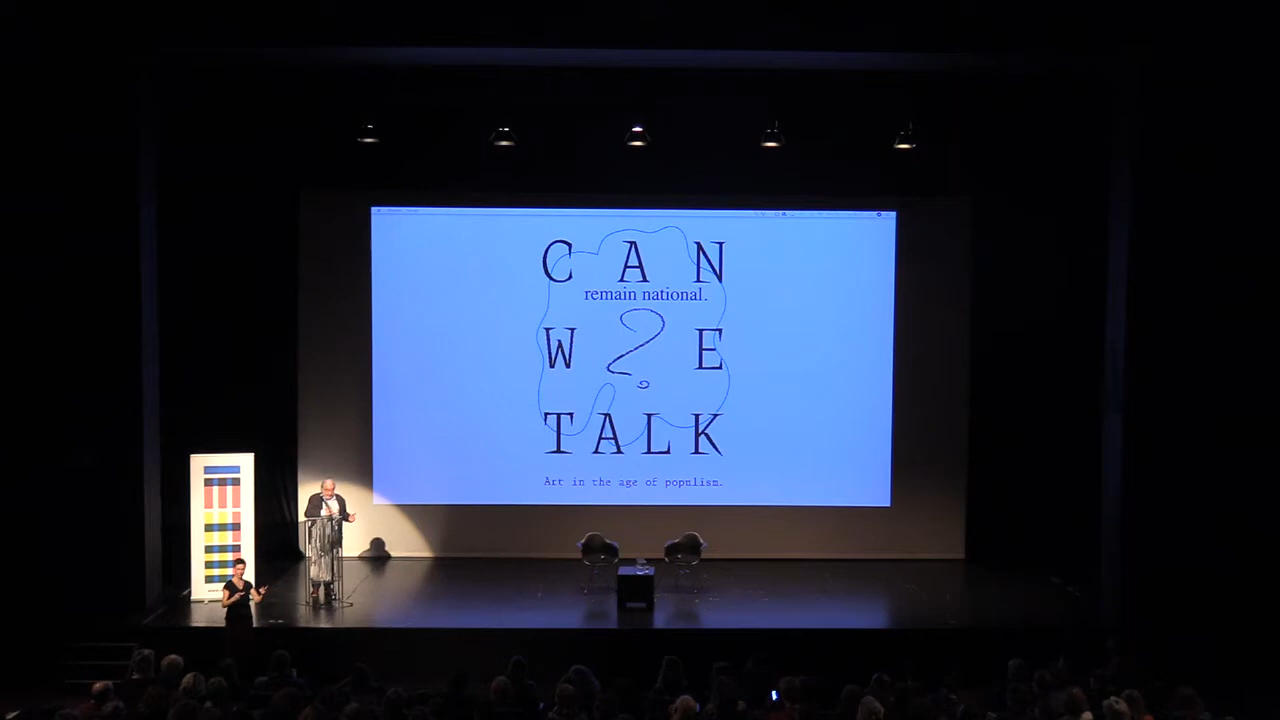 C A N
remain national.
W ? E
TALK
Art in the age of populism.